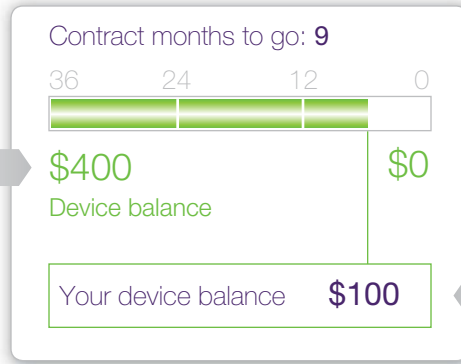 Contract months to go: 9
36 24 12 0
$400 $0
Device balance
Your device balance $100